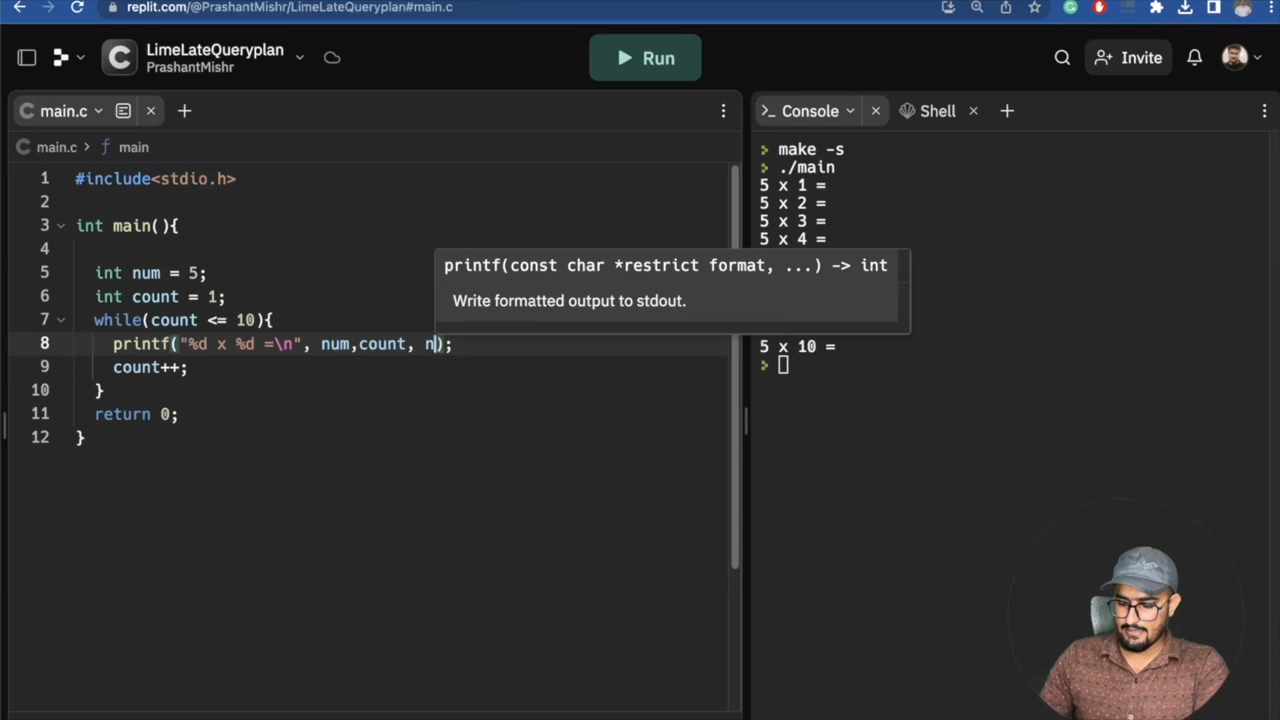 replit.com/@PrashantMishr/LimeLateQueryplan#main.c
LimeLateQueryplan
PrashantMishr
Run
Invite
main.c
Console
Shell
main.c > main
1 #include<stdio.h>
2
3 int main(){
4
5 int num = 5;
6 int count = 1;
7 while(count <= 10){
8 printf("%d x %d =\n", num,count, n);
9 count++;
10 }
11 return 0;
12 }
printf(const char *restrict format, ...) -> int
Write formatted output to stdout.
> make -s
> ./main
5 x 1 =
5 x 2 =
5 x 3 =
5 x 4 =
5 x 10 =
>